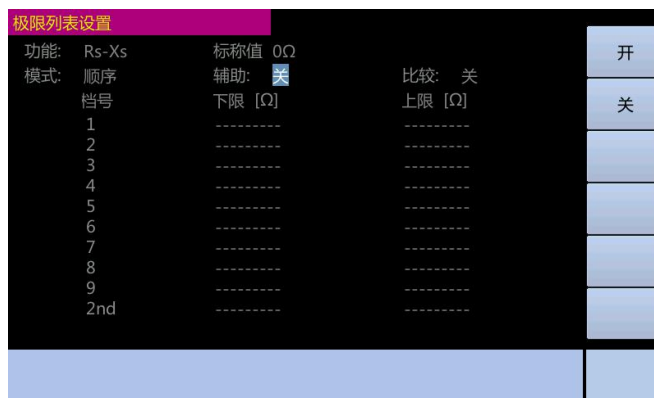 极限列表设置
功能: Rs-Xs 标称值 0Ω
模式: 顺序 辅助: 关 比较: 关
档号 下限 [Ω] 上限 [Ω]
1 --------- ---------
2 --------- ---------
3 --------- ---------
4 --------- ---------
5 --------- ---------
6 --------- ---------
7 --------- ---------
8 --------- ---------
9 --------- ---------
2nd --------- ---------
开
关